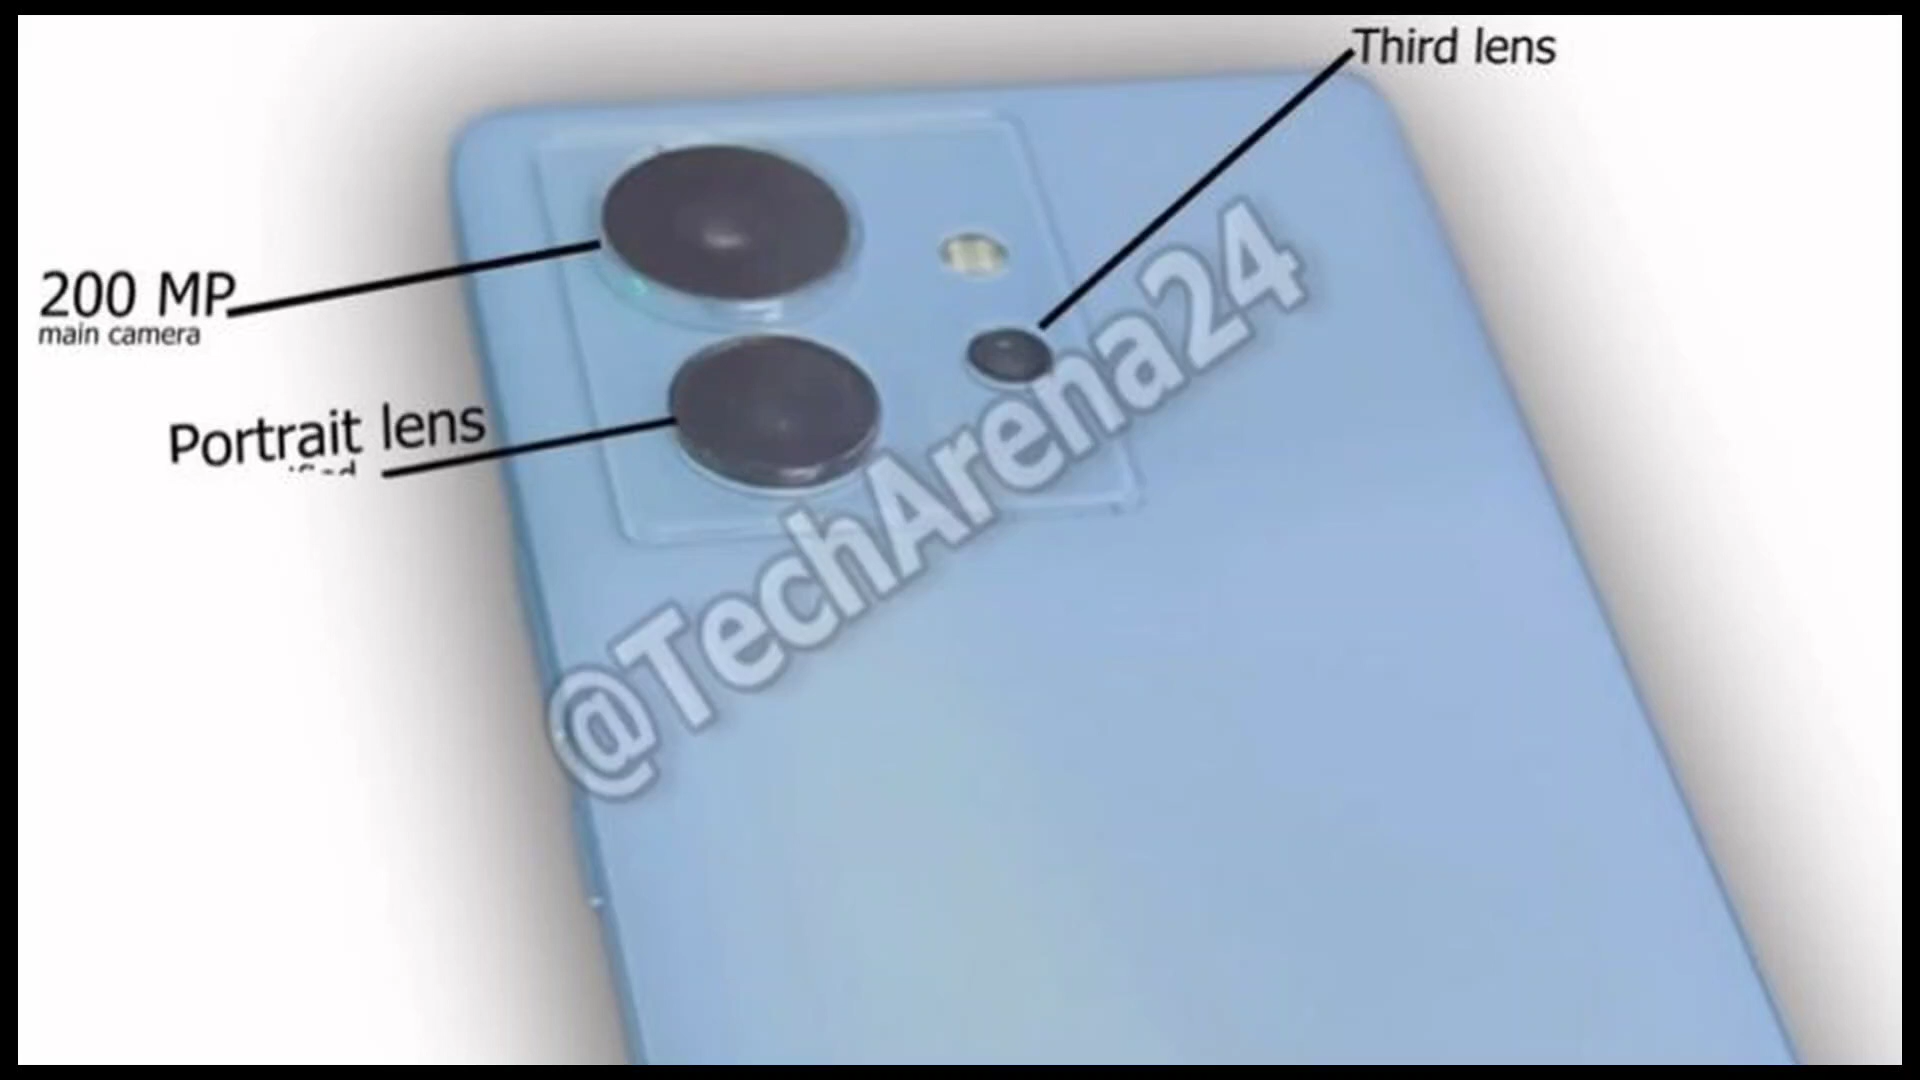 Third lens
200 MP
main camera
Portrait lens
@TechArena24